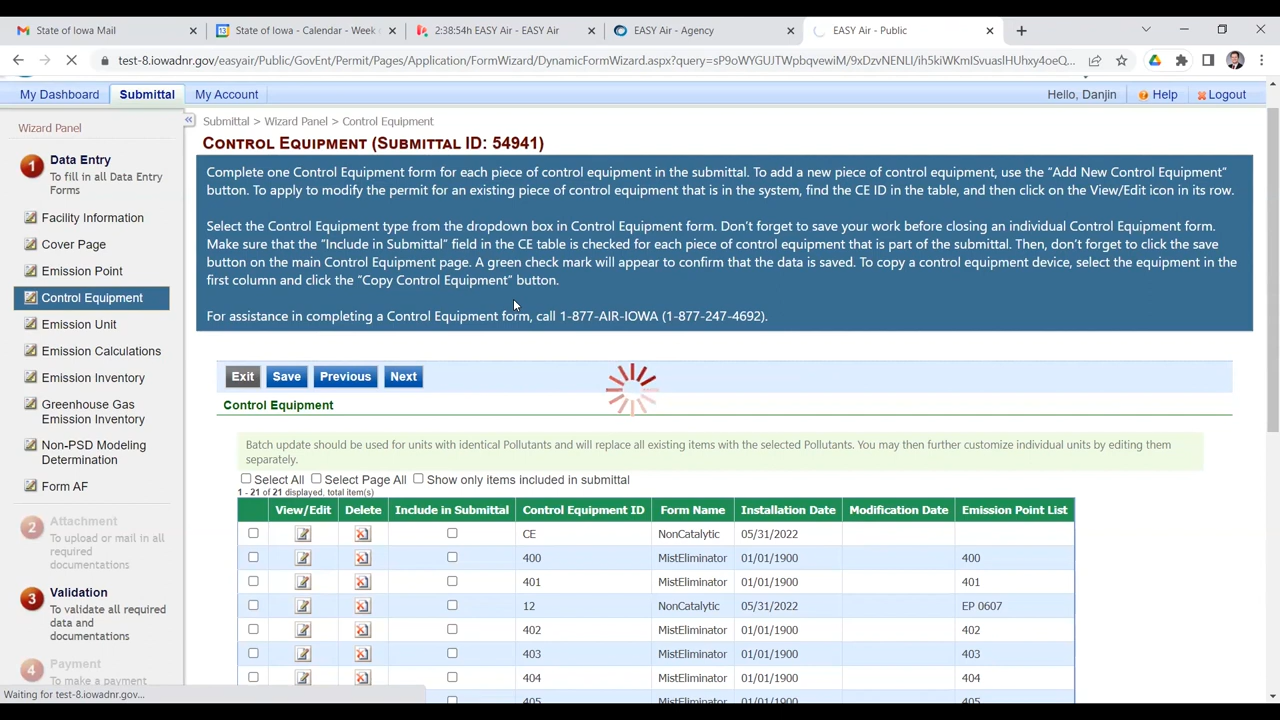 State of Iowa Mail
State of Iowa - Calendar - Week
2:38:54h EASY Air - EASY Air
EASY Air - Agency
EASY Air - Public
test-8.iowadnr.gov/easyair/Public/GovEnt/Permit/Pages/Application/FormWizard/DynamicFormWizard.aspx?query=sP9oWYGUJTWpbqvewiM/9xDzvNENLI/ih5kiWKmISvuaslHUhxy4oeQ...
My Dashboard Submittal My Account Hello, Danjin Help Logout
Wizard Panel
1 Data Entry
To fill in all Data Entry
Forms
Facility Information
Cover Page
Emission Point
Control Equipment
Emission Unit
Emission Calculations
Emission Inventory
Greenhouse Gas
Emission Inventory
Non-PSD Modeling
Determination
Form AF
2 Attachment
To upload or mail in all
required
documentations
3 Validation
To validate all required
data and
documentations
4 Payment
To make a payment
Waiting for test-8.iowadnr.gov...
Submittal > Wizard Panel > Control Equipment
CONTROL EQUIPMENT (SUBMITTAL ID: 54941)
Complete one Control Equipment form for each piece of control equipment in the submittal. To add a new piece of control equipment, use the “Add New Control Equipment”
button. To apply to modify the permit for an existing piece of control equipment that is in the system, find the CE ID in the table, and then click on the View/Edit icon in its row.
Select the Control Equipment type from the dropdown box in Control Equipment form. Don’t forget to save your work before closing an individual Control Equipment form.
Make sure that the “Include in Submittal” field in the CE table is checked for each piece of control equipment that is part of the submittal. Then, don’t forget to click the save
button on the main Control Equipment page. A green check mark will appear to confirm that the data is saved. To copy a control equipment device, select the equipment in the
first column and click the “Copy Control Equipment” button.
For assistance in completing a Control Equipment form, call 1-877-AIR-IOWA (1-877-247-4692).
Exit Save Previous Next
Control Equipment
Batch update should be used for units with identical Pollutants and will replace all existing items with the selected Pollutants. You may then further customize individual units by editing them
separately.
Select All Select Page All Show only items included in submittal
1 - 21 of 21 displayed, total item(s)
View/Edit Delete Include in Submittal Control Equipment ID Form Name Installation Date Modification Date Emission Point List
CE NonCatalytic 05/31/2022
400 MistEliminator 01/01/1900 400
401 MistEliminator 01/01/1900 401
12 NonCatalytic 05/31/2022 EP 0607
402 MistEliminator 01/01/1900 402
403 MistEliminator 01/01/1900 403
404 MistEliminator 01/01/1900 404
405 MistEliminator 01/01/1900 405